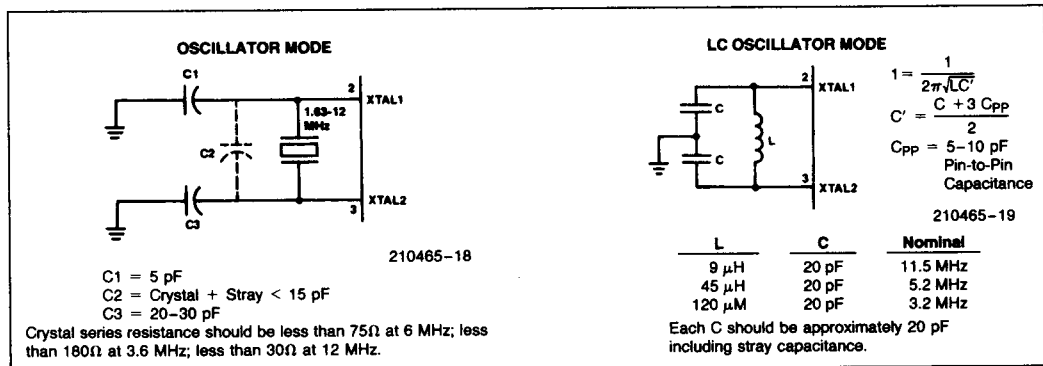 OSCILLATOR MODE
C1
2
XTAL1
1.63-12
MHz
C2
XTAL2
3
C3
210465-18
C1 = 5 pF
C2 = Crystal + Stray < 15 pF
C3 = 20-30 pF
Crystal series resistance should be less than 75Ω at 6 MHz; less
than 180Ω at 3.6 MHz; less than 30Ω at 12 MHz.
LC OSCILLATOR MODE
2
XTAL1
C
L
C
3
XTAL2
1 = 1 / 2π√LC′
C′ = C + 3 CPP / 2
CPP = 5-10 pF
Pin-to-Pin
Capacitance
210465-19
L C Nominal
9 μH 20 pF 11.5 MHz
45 μH 20 pF 5.2 MHz
120 μM 20 pF 3.2 MHz
Each C should be approximately 20 pF
including stray capacitance.